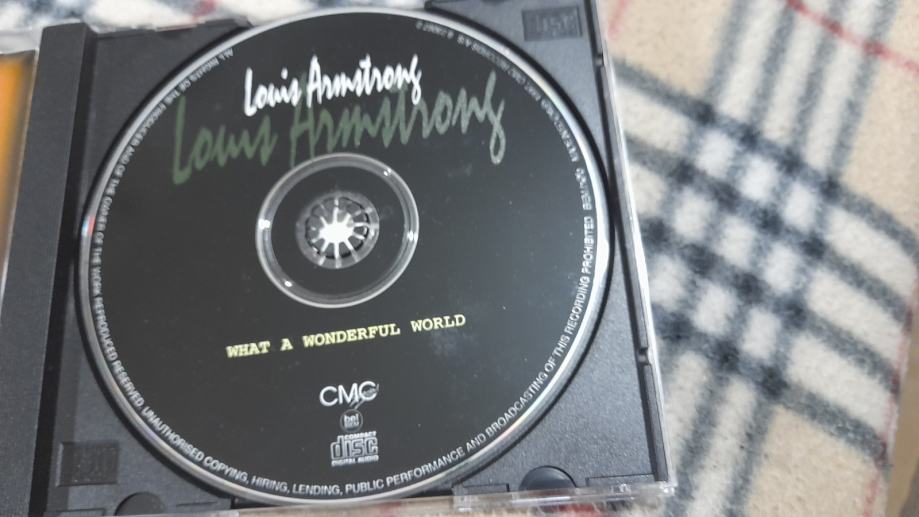 Louis Armstrong
Louis Armstrong
WHAT A WONDERFUL WORLD
CMC
COMPACT
disc
DIGITAL AUDIO
ALL RIGHTS OF THE PRODUCER AND OF THE OWNER OF THE WORK REPRODUCED RESERVED. UNAUTHORISED COPYING, HIRING, LENDING, PUBLIC PERFORMANCE AND BROADCASTING OF THIS RECORDING PROHIBITED